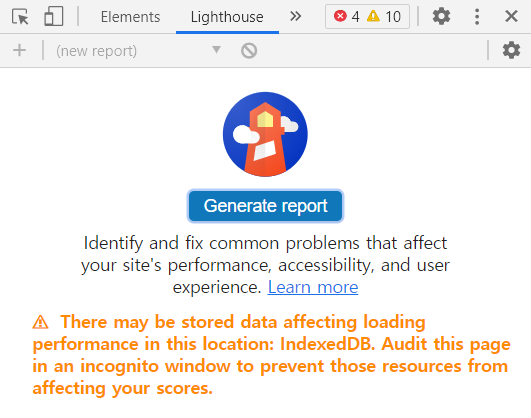 Elements Lighthouse » 4 10
+ (new report)
Generate report
Identify and fix common problems that affect
your site's performance, accessibility, and user
experience. Learn more
There may be stored data affecting loading
performance in this location: IndexedDB. Audit this page
in an incognito window to prevent those resources from
affecting your scores.